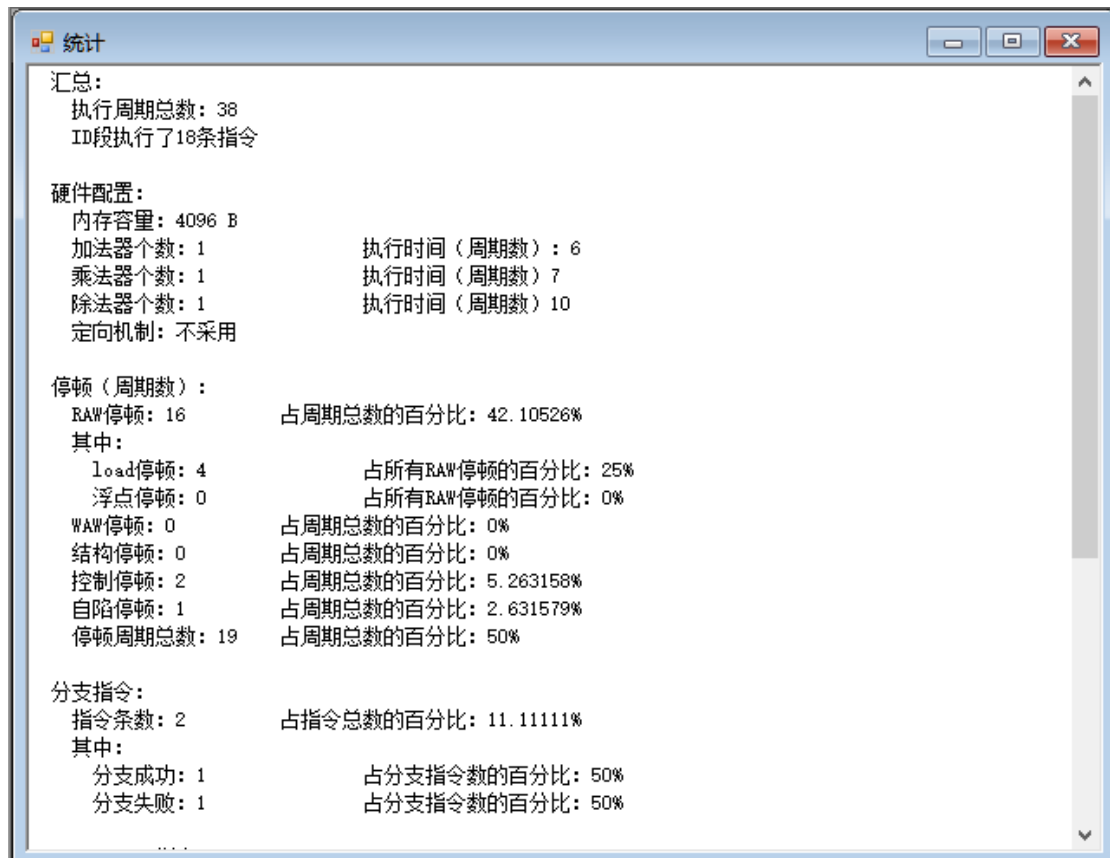 统计
汇总:
执行周期总数: 38
ID段执行了18条指令
硬件配置:
内存容量: 4096 B
加法器个数: 1 执行时间（周期数）: 6
乘法器个数: 1 执行时间（周期数）7
除法器个数: 1 执行时间（周期数）10
定向机制: 不采用
停顿（周期数）:
RAW停顿: 16 占周期总数的百分比: 42.10526%
其中:
load停顿: 4 占所有RAW停顿的百分比: 25%
浮点停顿: 0 占所有RAW停顿的百分比: 0%
WAW停顿: 0 占周期总数的百分比: 0%
结构停顿: 0 占周期总数的百分比: 0%
控制停顿: 2 占周期总数的百分比: 5.263158%
自陷停顿: 1 占周期总数的百分比: 2.631579%
停顿周期总数: 19 占周期总数的百分比: 50%
分支指令:
指令条数: 2 占指令总数的百分比: 11.11111%
其中:
分支成功: 1 占分支指令数的百分比: 50%
分支失败: 1 占分支指令数的百分比: 50%